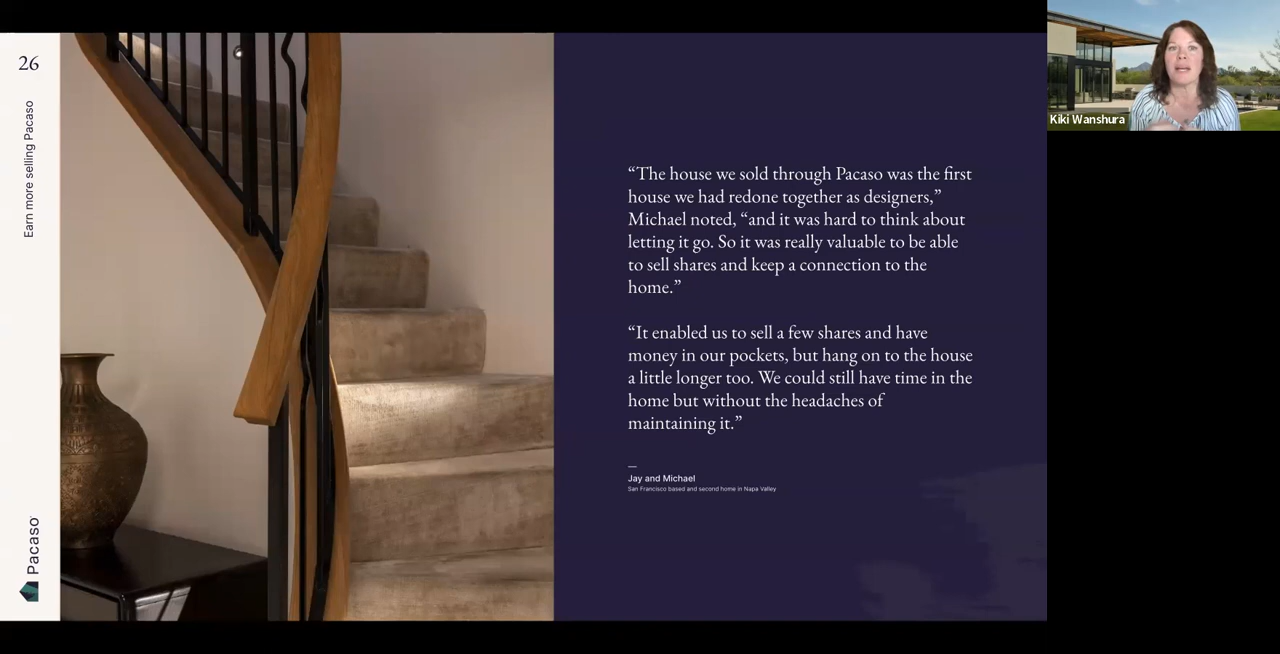 26
Earn more selling Pacaso
Pacaso
“The house we sold through Pacaso was the first
house we had redone together as designers,”
Michael noted, “and it was hard to think about
letting it go. So it was really valuable to be able
to sell shares and keep a connection to the
home.”
“It enabled us to sell a few shares and have
money in our pockets, but hang on to the house
a little longer too. We could still have time in the
home but without the headaches of
maintaining it.”
—
Jay and Michael
San Francisco based and second home in Napa Valley
Kiki Wanshura